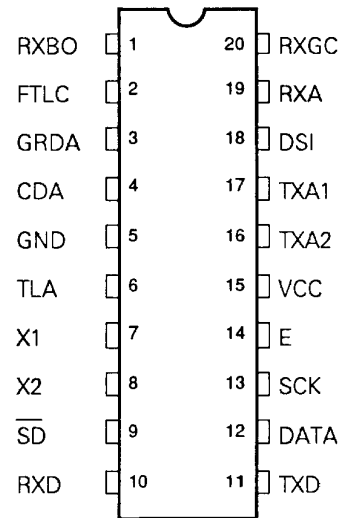 RXBO 1 20 RXGC
FTLC 2 19 RXA
GRDA 3 18 DSI
CDA 4 17 TXA1
GND 5 16 TXA2
TLA 6 15 VCC
X1 7 14 E
X2 8 13 SCK
S̅D̅ 9 12 DATA
RXD 10 11 TXD